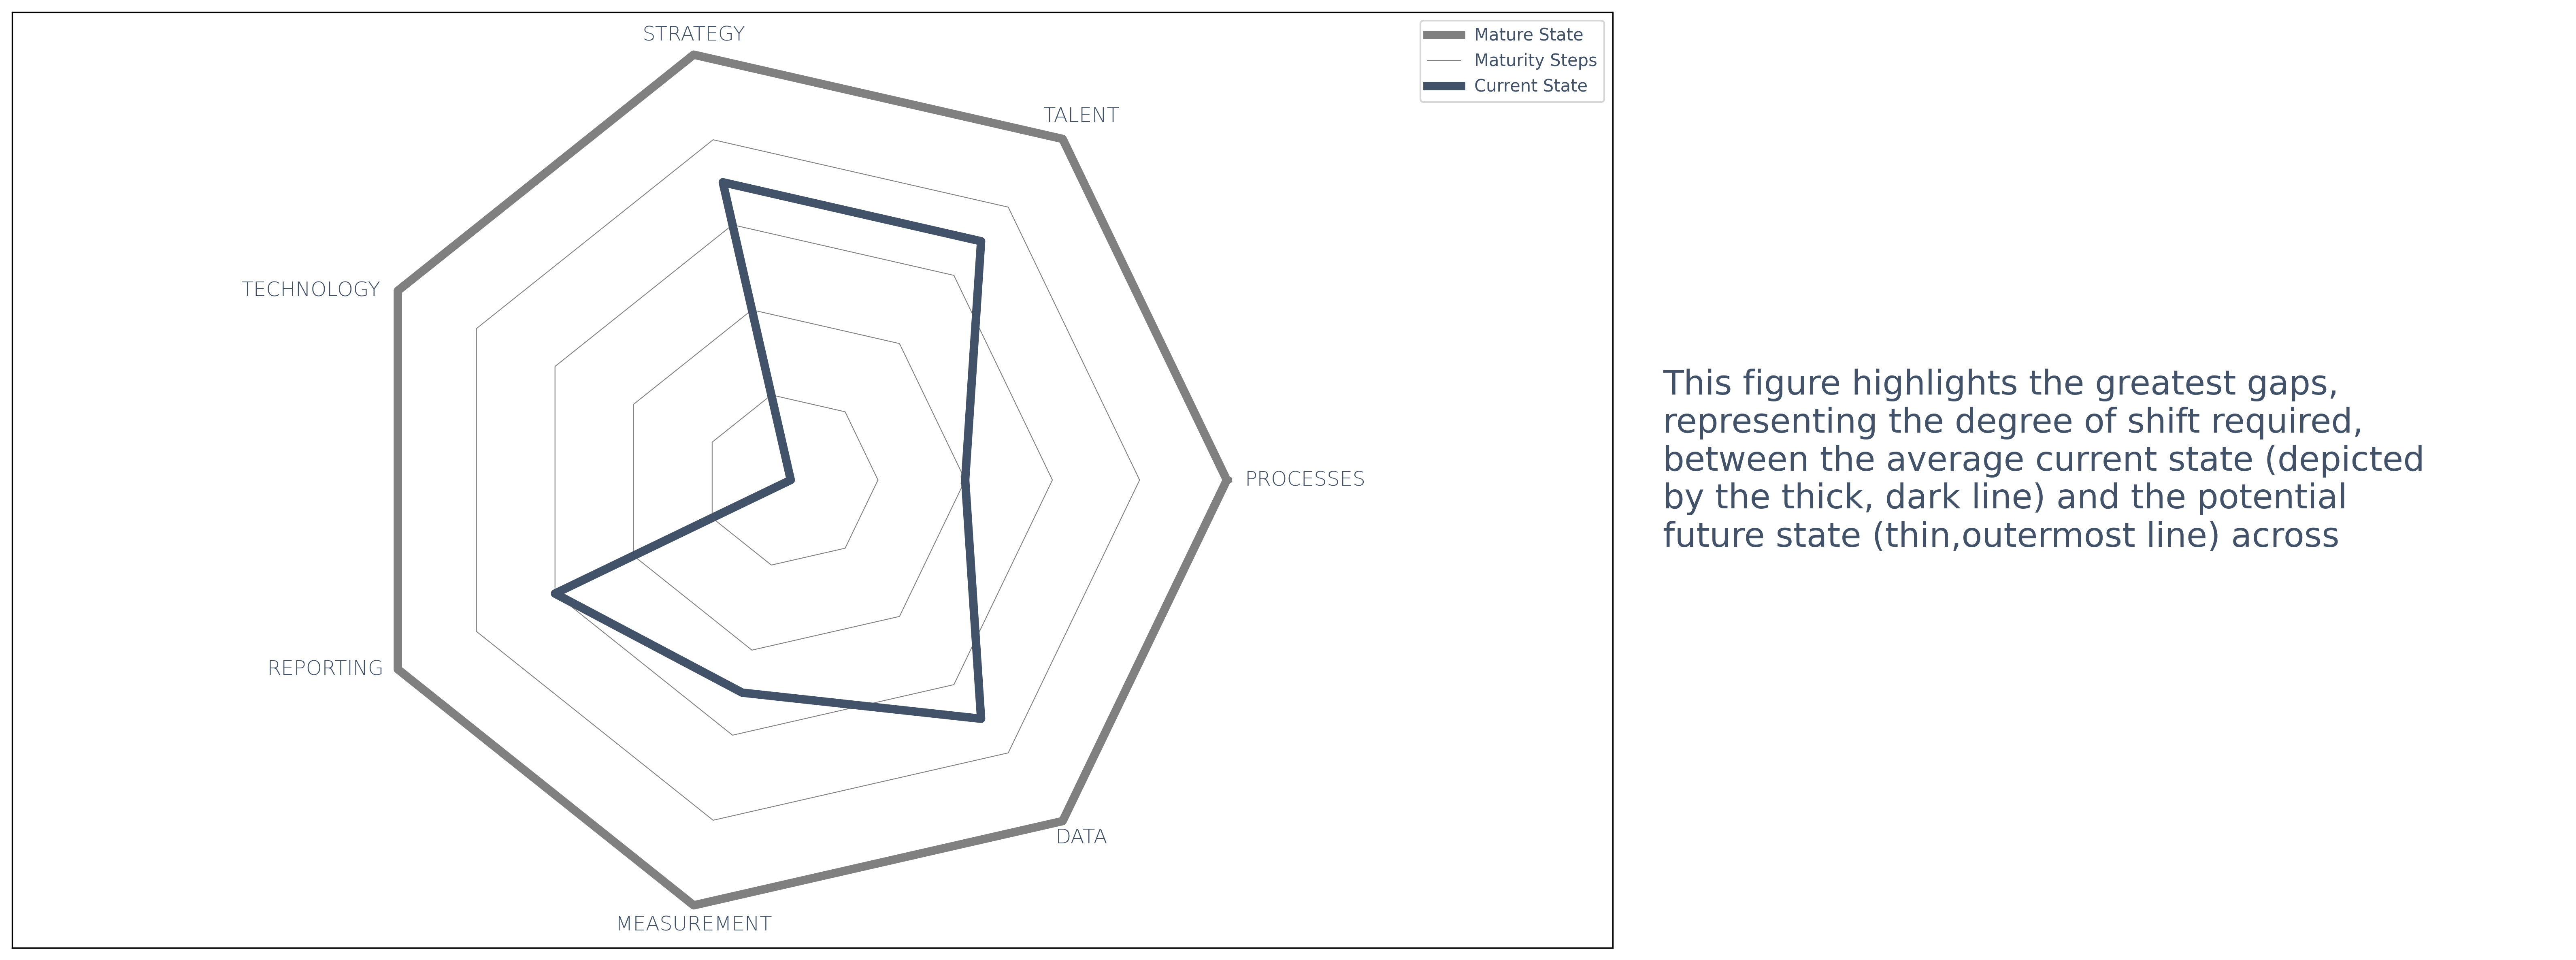 STRATEGY
Mature State
Maturity Steps
Current State
TALENT
TECHNOLOGY
PROCESSES
REPORTING
DATA
MEASUREMENT
This figure highlights the greatest gaps,
representing the degree of shift required,
between the average current state (depicted
by the thick, dark line) and the potential
future state (thin,outermost line) across